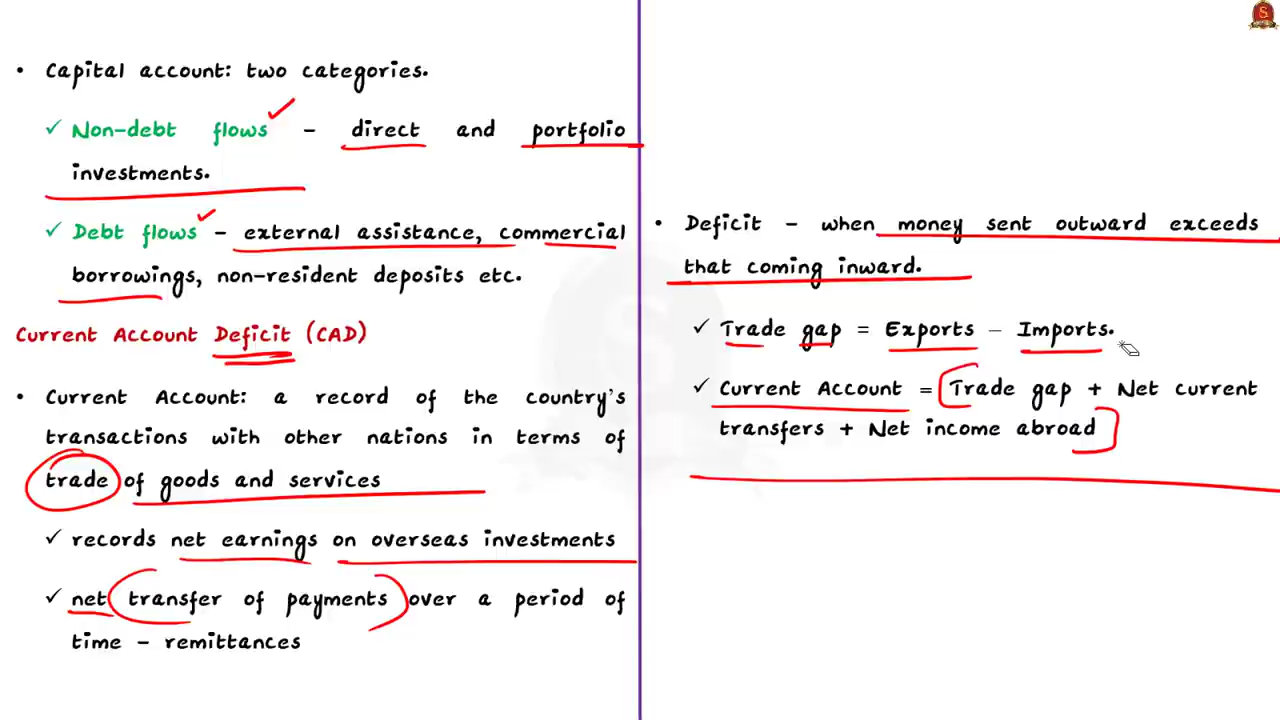 • Capital account: two categories.
✓ Non-debt flows - direct and portfolio
investments.
✓ Debt flows - external assistance, commercial
borrowings, non-resident deposits etc.
Current Account Deficit (CAD)
• Current Account: a record of the country's
transactions with other nations in terms of
trade of goods and services
✓ records net earnings on overseas investments
✓ net transfer of payments over a period of
time - remittances
• Deficit - when money sent outward exceeds
that coming inward.
✓ Trade gap = Exports – Imports.
✓ Current Account = Trade gap + Net current
transfers + Net income abroad